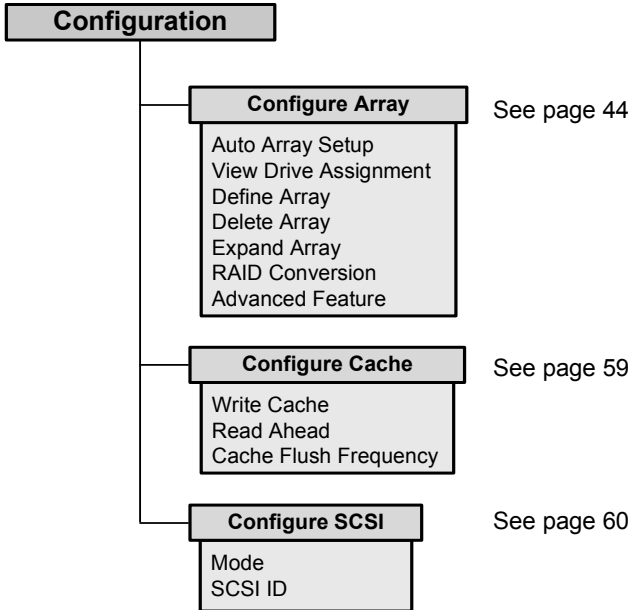 Configuration
Configure Array
See page 44
Auto Array Setup
View Drive Assignment
Define Array
Delete Array
Expand Array
RAID Conversion
Advanced Feature
Configure Cache
See page 59
Write Cache
Read Ahead
Cache Flush Frequency
Configure SCSI
See page 60
Mode
SCSI ID